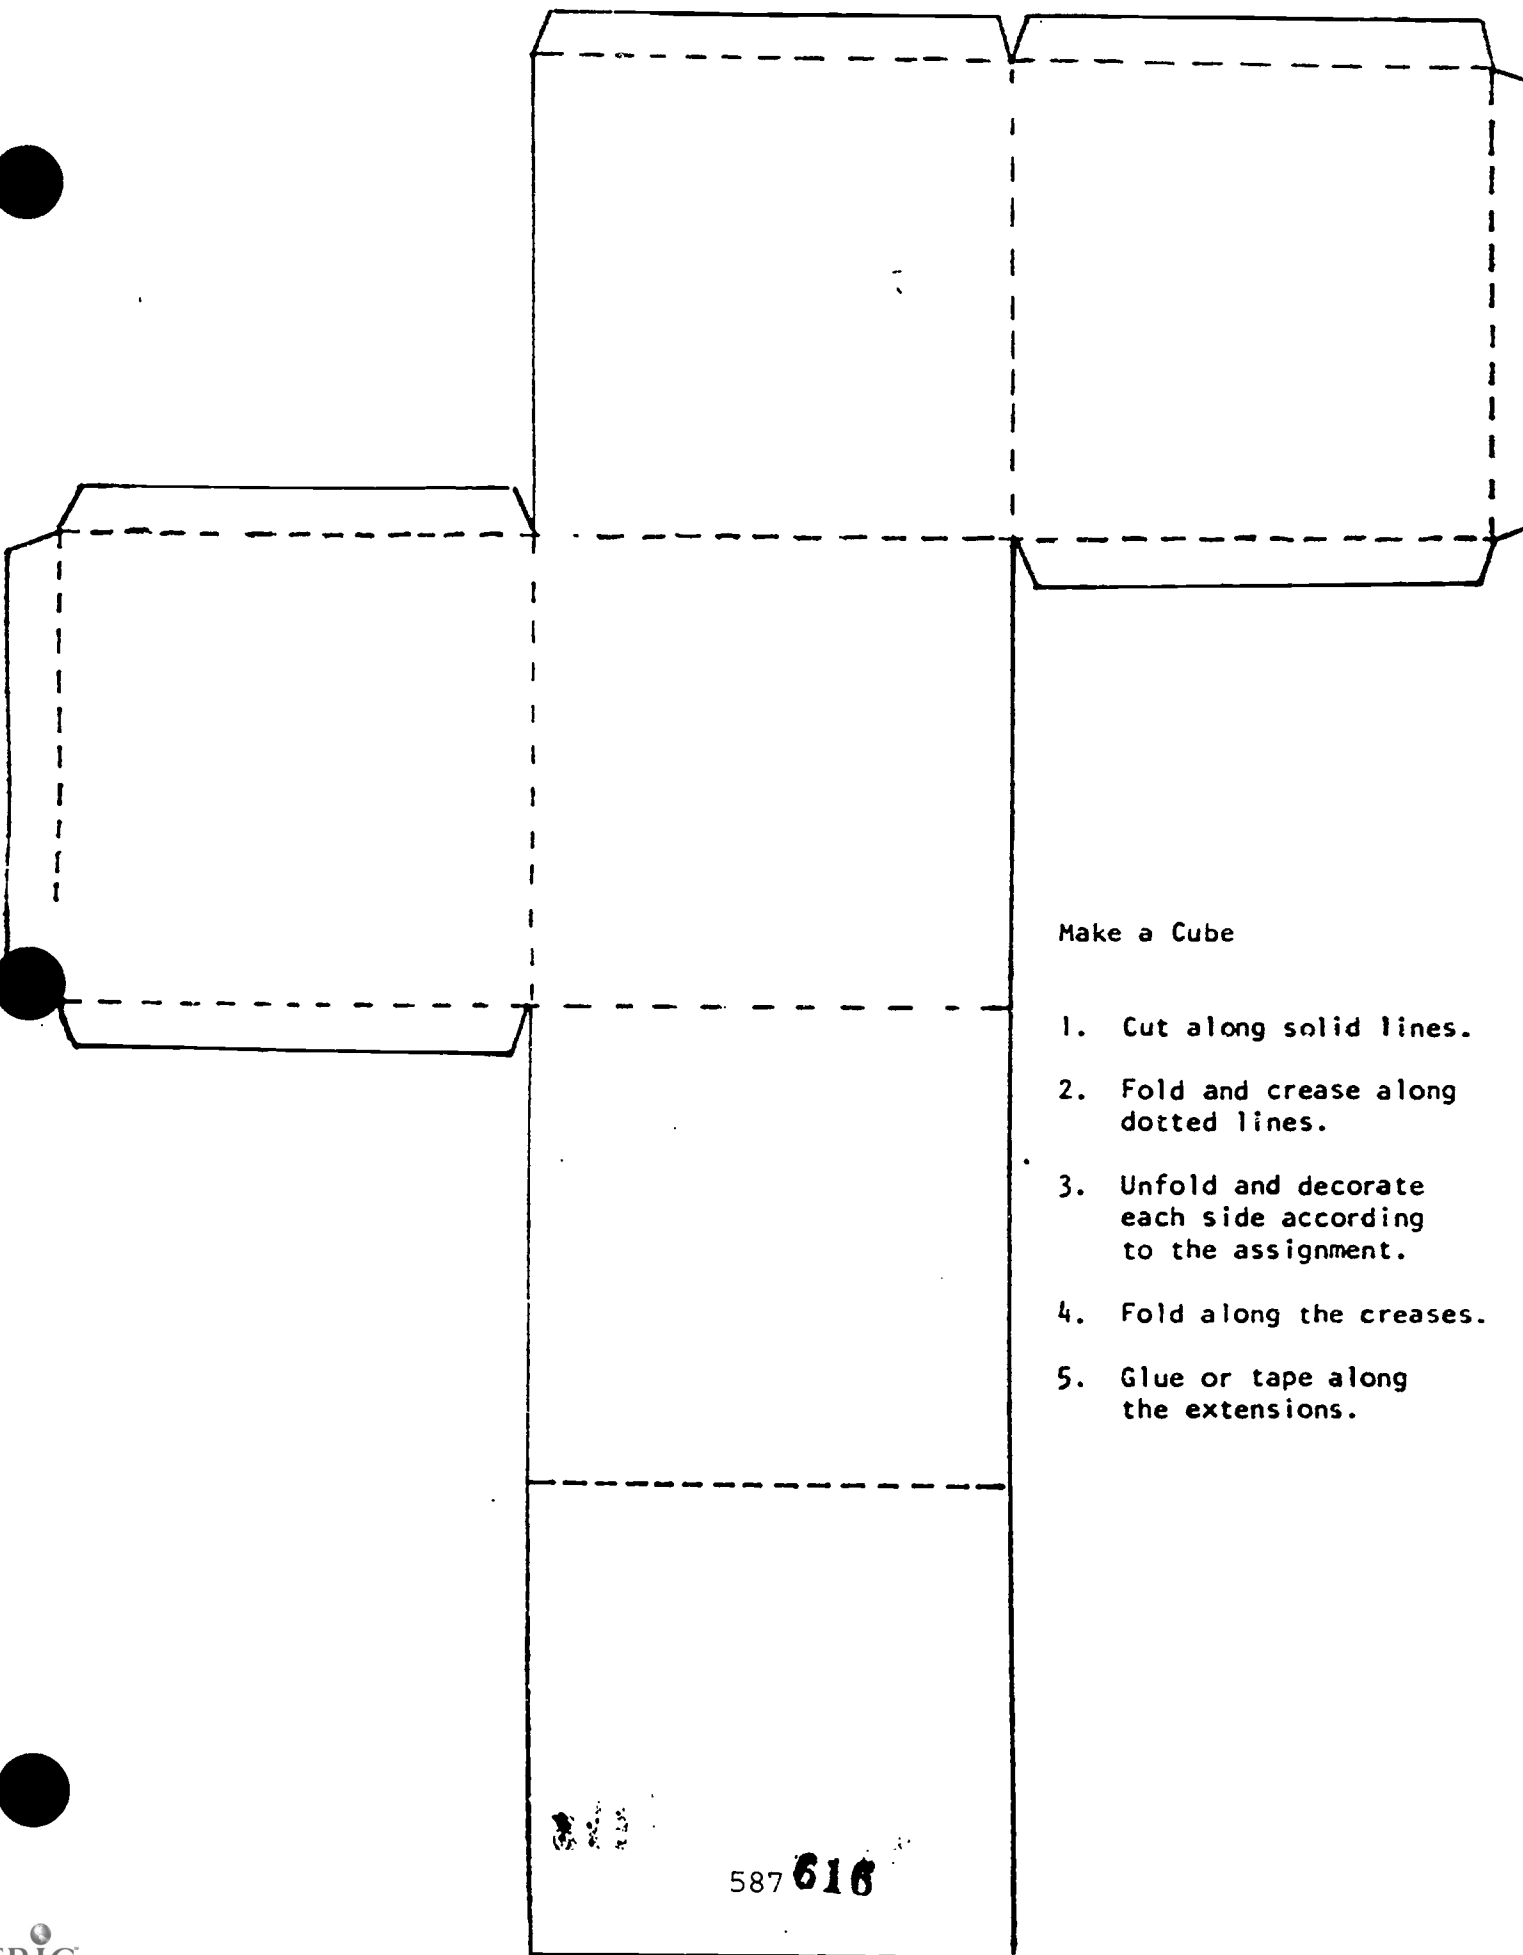 Make a Cube
1. Cut along solid lines.
2. Fold and crease along
dotted lines.
3. Unfold and decorate
each side according
to the assignment.
4. Fold along the creases.
5. Glue or tape along
the extensions.
587 616